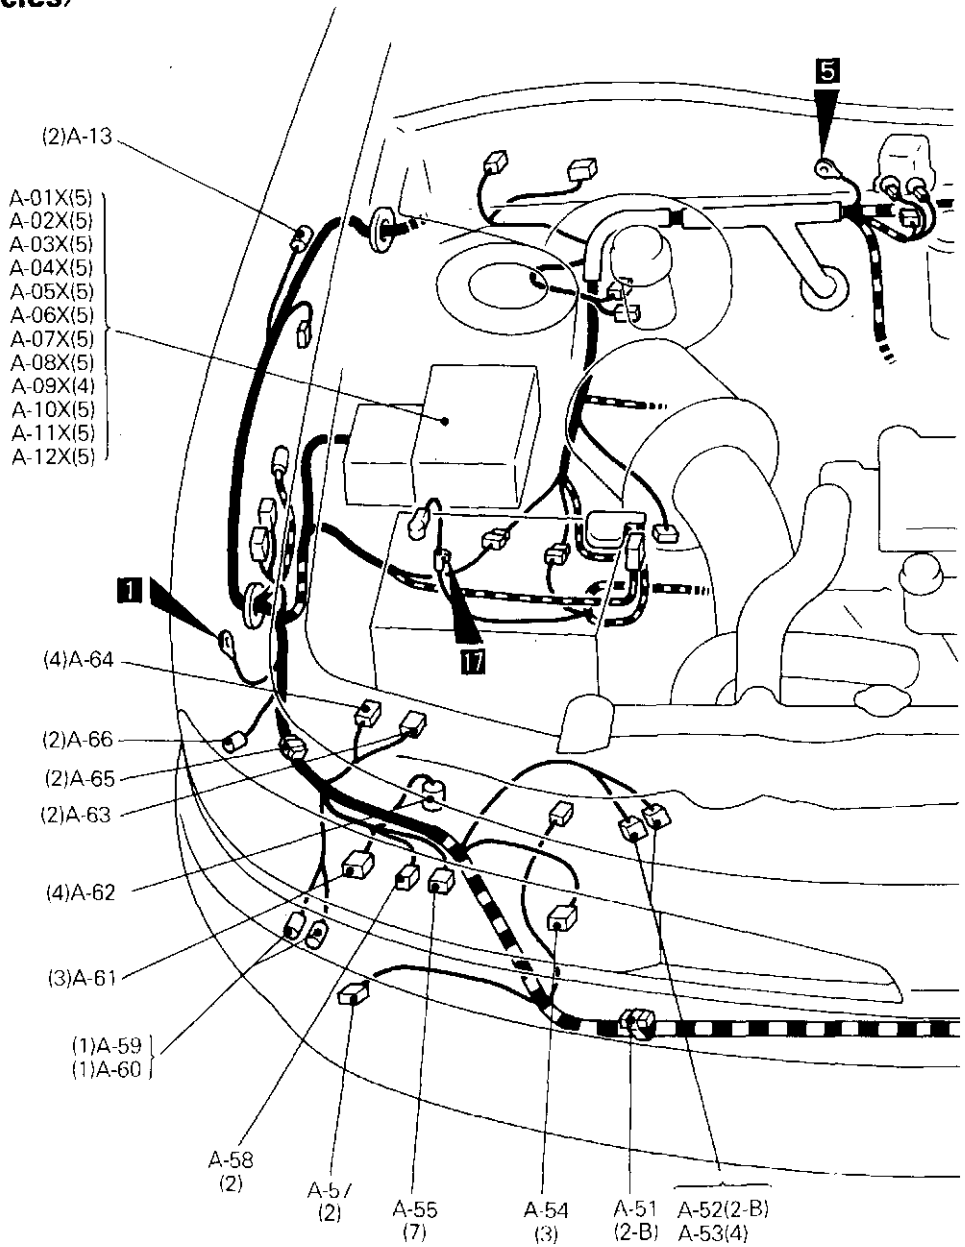 5
(2)A-13
A-01X(5)
A-02X(5)
A-03X(5)
A-04X(5)
A-05X(5)
A-06X(5)
A-07X(5)
A-08X(5)
A-09X(4)
A-10X(5)
A-11X(5)
A-12X(5)
1
17
(4)A-64
(2)A-66
(2)A-65
(2)A-63
(4)A-62
(3)A-61
(1)A-59
(1)A-60
A-58
(2)
A-57
(2)
A-55
(7)
A-54
(3)
A-51
(2-B)
A-52(2-B)
A-53(4)